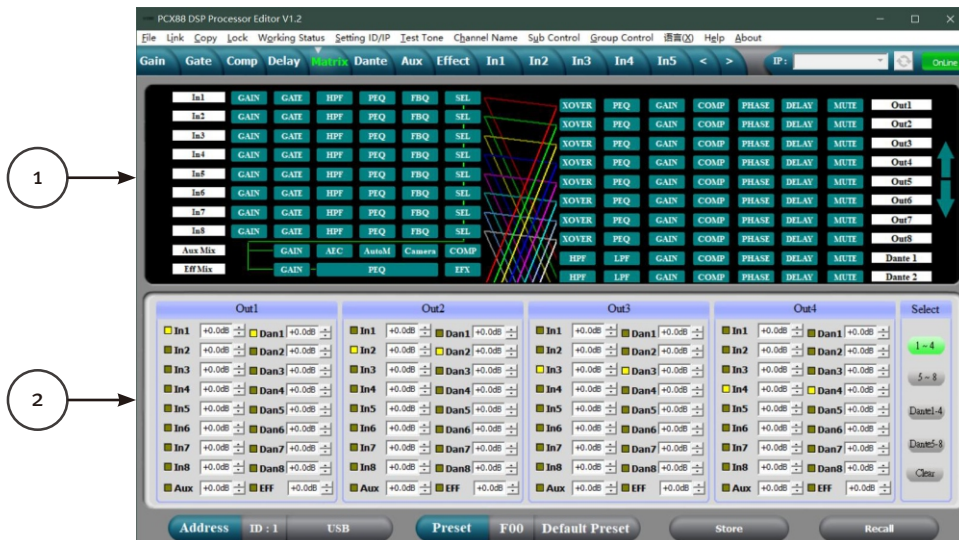 PCX88 DSP Processor Editor V1.2
File Link Copy Lock Working Status Setting ID/IP Test Tone Channel Name Sub Control Group Control 语言(X) Help About
Gain Gate Comp Delay Matrix Dante Aux Effect In1 In2 In3 In4 In5 < > IP: OnLine
In1 GAIN GATE HPF PEQ FBQ SEL XOVER PEQ GAIN COMP PHASE DELAY MUTE Out1
In2 GAIN GATE HPF PEQ FBQ SEL XOVER PEQ GAIN COMP PHASE DELAY MUTE Out2
In3 GAIN GATE HPF PEQ FBQ SEL XOVER PEQ GAIN COMP PHASE DELAY MUTE Out3
In4 GAIN GATE HPF PEQ FBQ SEL XOVER PEQ GAIN COMP PHASE DELAY MUTE Out4
In5 GAIN GATE HPF PEQ FBQ SEL XOVER PEQ GAIN COMP PHASE DELAY MUTE Out5
In6 GAIN GATE HPF PEQ FBQ SEL XOVER PEQ GAIN COMP PHASE DELAY MUTE Out6
In7 GAIN GATE HPF PEQ FBQ SEL XOVER PEQ GAIN COMP PHASE DELAY MUTE Out7
In8 GAIN GATE HPF PEQ FBQ SEL XOVER PEQ GAIN COMP PHASE DELAY MUTE Out8
Aux Mix GAIN AEC AutoM Camera COMP HPF LPF GAIN COMP PHASE DELAY MUTE Dante 1
Eff Mix GAIN PEQ EFX HPF LPF GAIN COMP PHASE DELAY MUTE Dante 2
1
Out1 Out2 Out3 Out4 Select
In1 +0.0dB Dan1 +0.0dB In1 +0.0dB Dan1 +0.0dB In1 +0.0dB Dan1 +0.0dB In1 +0.0dB Dan1 +0.0dB
In2 +0.0dB Dan2 +0.0dB In2 +0.0dB Dan2 +0.0dB In2 +0.0dB Dan2 +0.0dB In2 +0.0dB Dan2 +0.0dB 1~4
In3 +0.0dB Dan3 +0.0dB In3 +0.0dB Dan3 +0.0dB In3 +0.0dB Dan3 +0.0dB In3 +0.0dB Dan3 +0.0dB 5~8
In4 +0.0dB Dan4 +0.0dB In4 +0.0dB Dan4 +0.0dB In4 +0.0dB Dan4 +0.0dB In4 +0.0dB Dan4 +0.0dB
In5 +0.0dB Dan5 +0.0dB In5 +0.0dB Dan5 +0.0dB In5 +0.0dB Dan5 +0.0dB In5 +0.0dB Dan5 +0.0dB Dante1-4
In6 +0.0dB Dan6 +0.0dB In6 +0.0dB Dan6 +0.0dB In6 +0.0dB Dan6 +0.0dB In6 +0.0dB Dan6 +0.0dB
In7 +0.0dB Dan7 +0.0dB In7 +0.0dB Dan7 +0.0dB In7 +0.0dB Dan7 +0.0dB In7 +0.0dB Dan7 +0.0dB Dante5-8
In8 +0.0dB Dan8 +0.0dB In8 +0.0dB Dan8 +0.0dB In8 +0.0dB Dan8 +0.0dB In8 +0.0dB Dan8 +0.0dB Clear
Aux +0.0dB EFF +0.0dB Aux +0.0dB EFF +0.0dB Aux +0.0dB EFF +0.0dB Aux +0.0dB EFF +0.0dB
2
Address ID : 1 USB Preset F00 Default Preset Store Recall